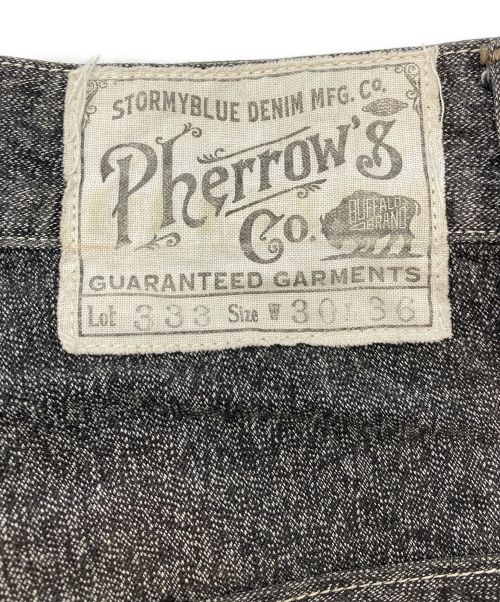 STORMYBLUE DENIM MFG. CO.
Pherrow's
Co.
BUFFALO
BRAND
GUARANTEED GARMENTS
Lot 333 Size W 30 L 36